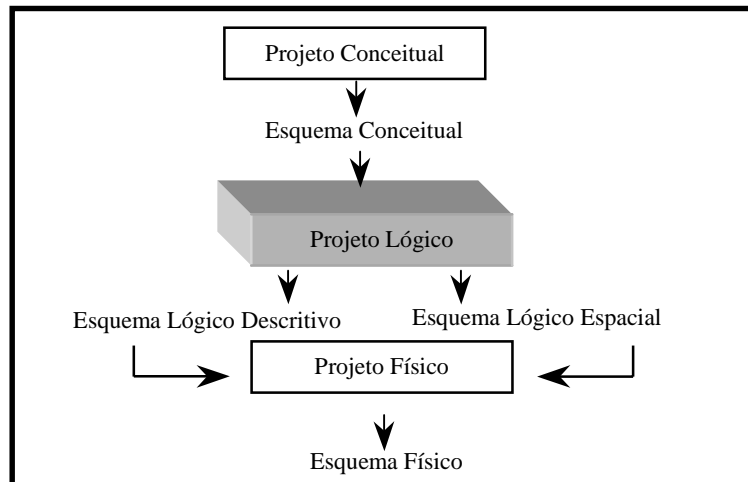 Projeto Conceitual
Esquema Conceitual
Projeto Lógico
Esquema Lógico Descritivo
Esquema Lógico Espacial
Projeto Físico
Esquema Físico